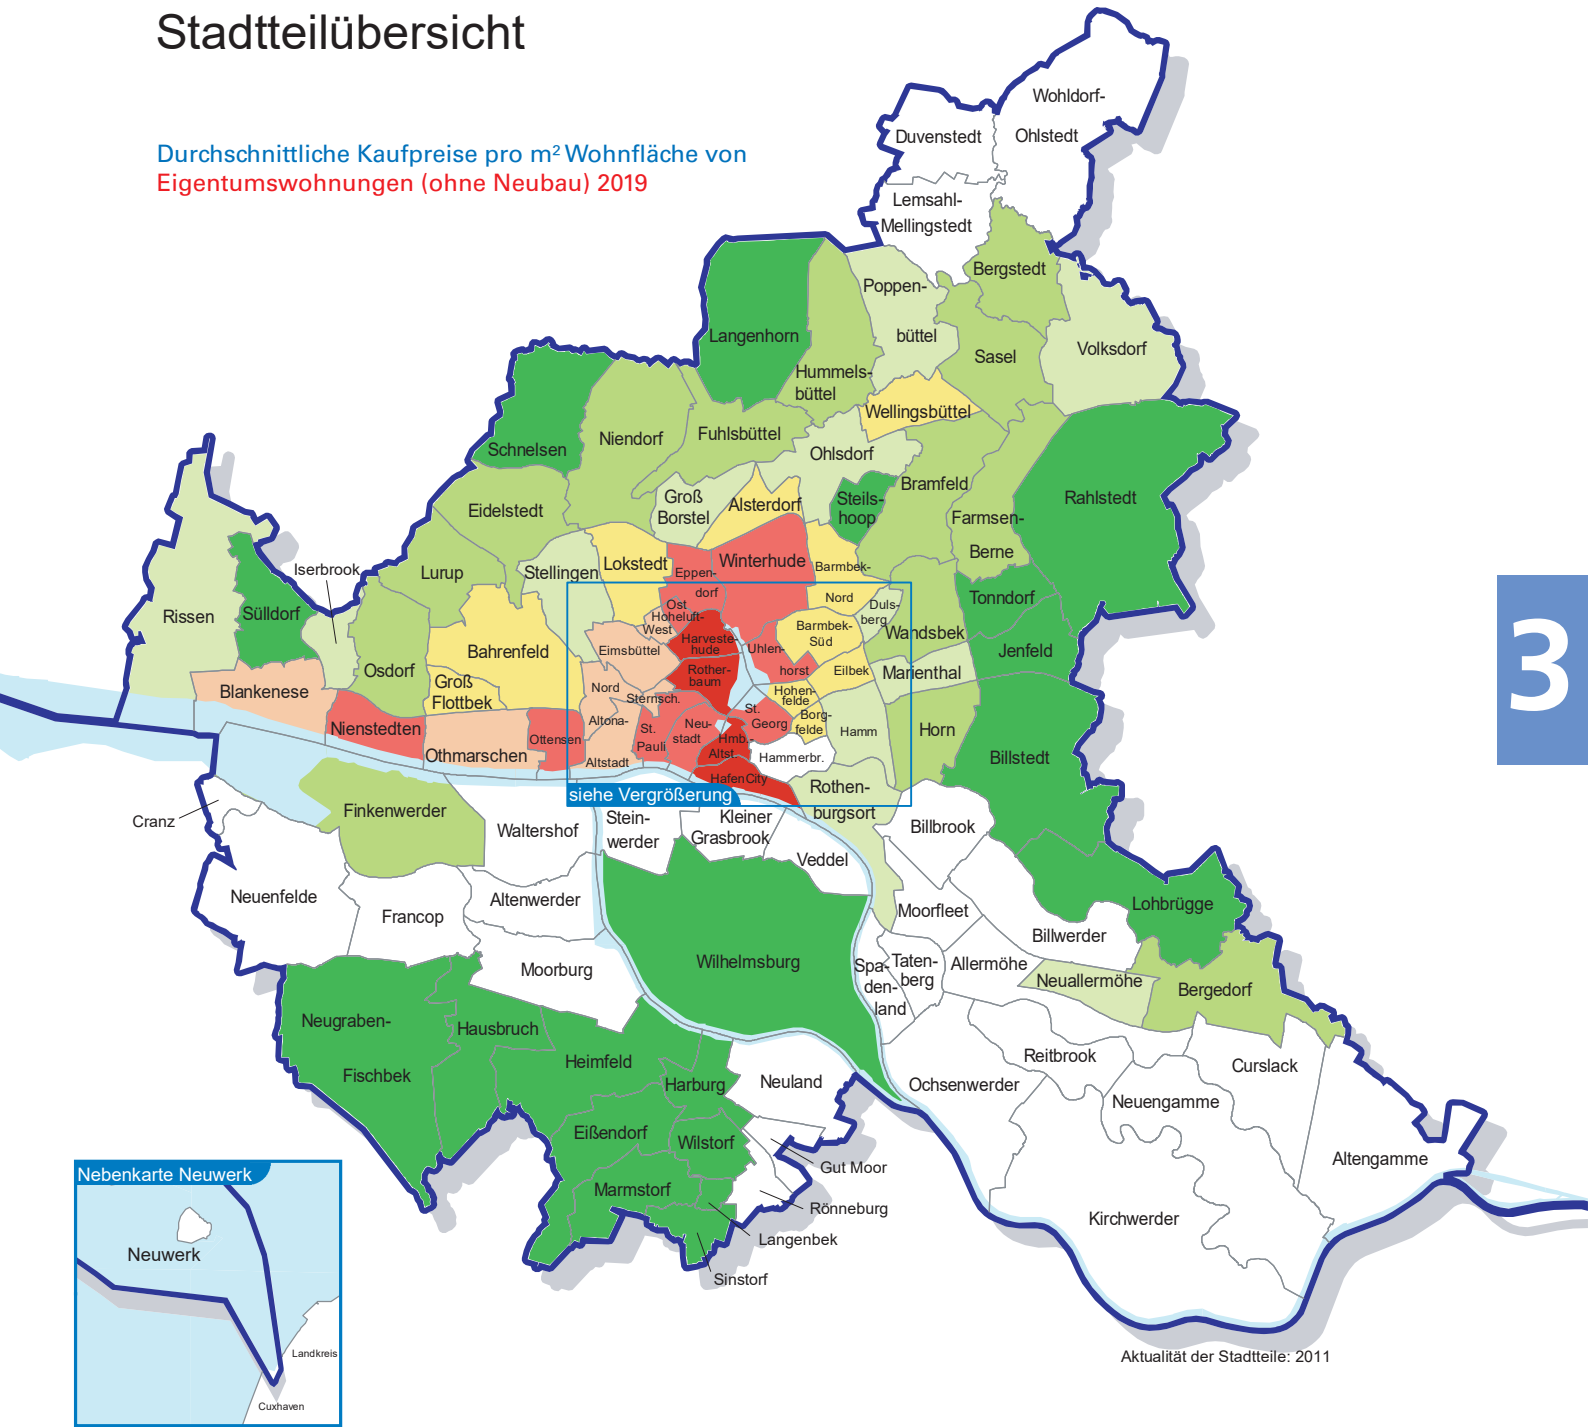 Stadtteilübersicht
Durchschnittliche Kaufpreise pro m² Wohnfläche von
Eigentumswohnungen (ohne Neubau) 2019
Wohldorf-
Ohlstedt
Duvenstedt
Lemsahl-
Mellingstedt
Bergstedt
Poppen-
büttel
Volksdorf
Sasel
Langenhorn
Hummels-
büttel
Wellingsbüttel
Schnelsen
Niendorf
Fuhlsbüttel
Ohlsdorf
Bramfeld
Rahlstedt
Eidelstedt
Groß
Borstel
Alsterdorf
Steils-
hoop
Farmsen-
Berne
Iserbrook
Lurup
Stellingen
Lokstedt
Eppen-
dorf
Winterhude
Barmbek-
Nord
Tonndorf
Rissen
Sülldorf
Osdorf
Bahrenfeld
Groß
Flottbek
Ost
Hoheluft-
West
Eimsbüttel
Harveste-
hude
Rother-
baum
Uhlen-
horst
Barmbek-
Süd
Duls-
berg
Wandsbek
Jenfeld
Eilbek
Marienthal
Blankenese
Nienstedten
Othmarschen
Ottensen
Nord
Altona-
Altstadt
Sternsch.
St.
Pauli
Neu-
stadt
Hmb.-
Altst.
St.
Georg
Hohen-
felde
Borg-
felde
Hamm
Horn
Billstedt
Hammerbr.
HafenCity
siehe Vergrößerung
Rothen-
burgsort
Cranz
Finkenwerder
Waltershof
Stein-
werder
Kleiner
Grasbrook
Veddel
Billbrook
Neuenfelde
Francop
Altenwerder
Moorburg
Wilhelmsburg
Moorfleet
Billwerder
Lohbrügge
Spa-
den-
land
Taten-
berg
Allermöhe
Neuallermöhe
Bergedorf
Neugraben-
Fischbek
Hausbruch
Heimfeld
Harburg
Neuland
Reitbrook
Curslack
Ochsenwerder
Neuengamme
Eißendorf
Wilstorf
Gut Moor
Altengamme
Marmstorf
Rönneburg
Kirchwerder
Langenbek
Sinstorf
Nebenkarte Neuwerk
Neuwerk
Landkreis
Cuxhaven
Aktualität der Stadtteile: 2011
3